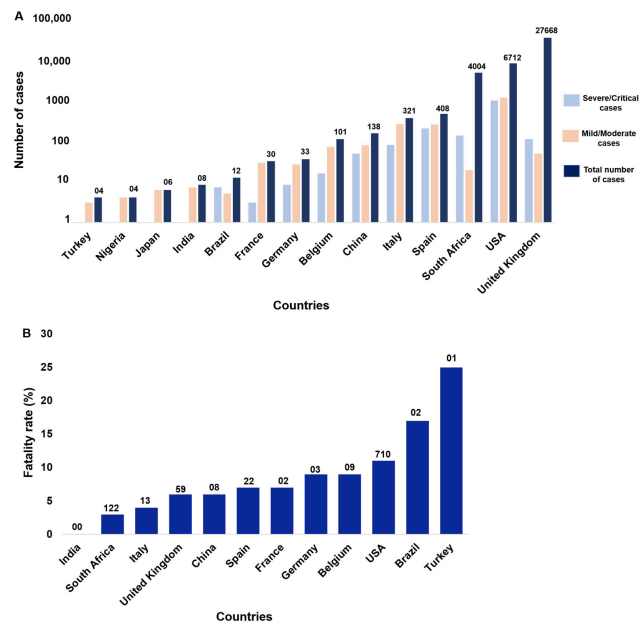 A
100,000
10,000
1000
100
10
1
Number of cases
04
04
06
08
12
30
33
101
138
321
408
4004
6712
27668
Turkey
Nigeria
Japan
India
Brazil
France
Germany
Belgium
China
Italy
Spain
South Africa
USA
United Kingdom
Countries
Severe/Critical
cases
Mild/Moderate
cases
Total number
of cases
B
30
25
20
15
10
5
0
Fatality rate (%)
00
122
13
59
08
22
02
03
09
710
02
01
India
South Africa
Italy
United Kingdom
China
Spain
France
Germany
Belgium
USA
Brazil
Turkey
Countries